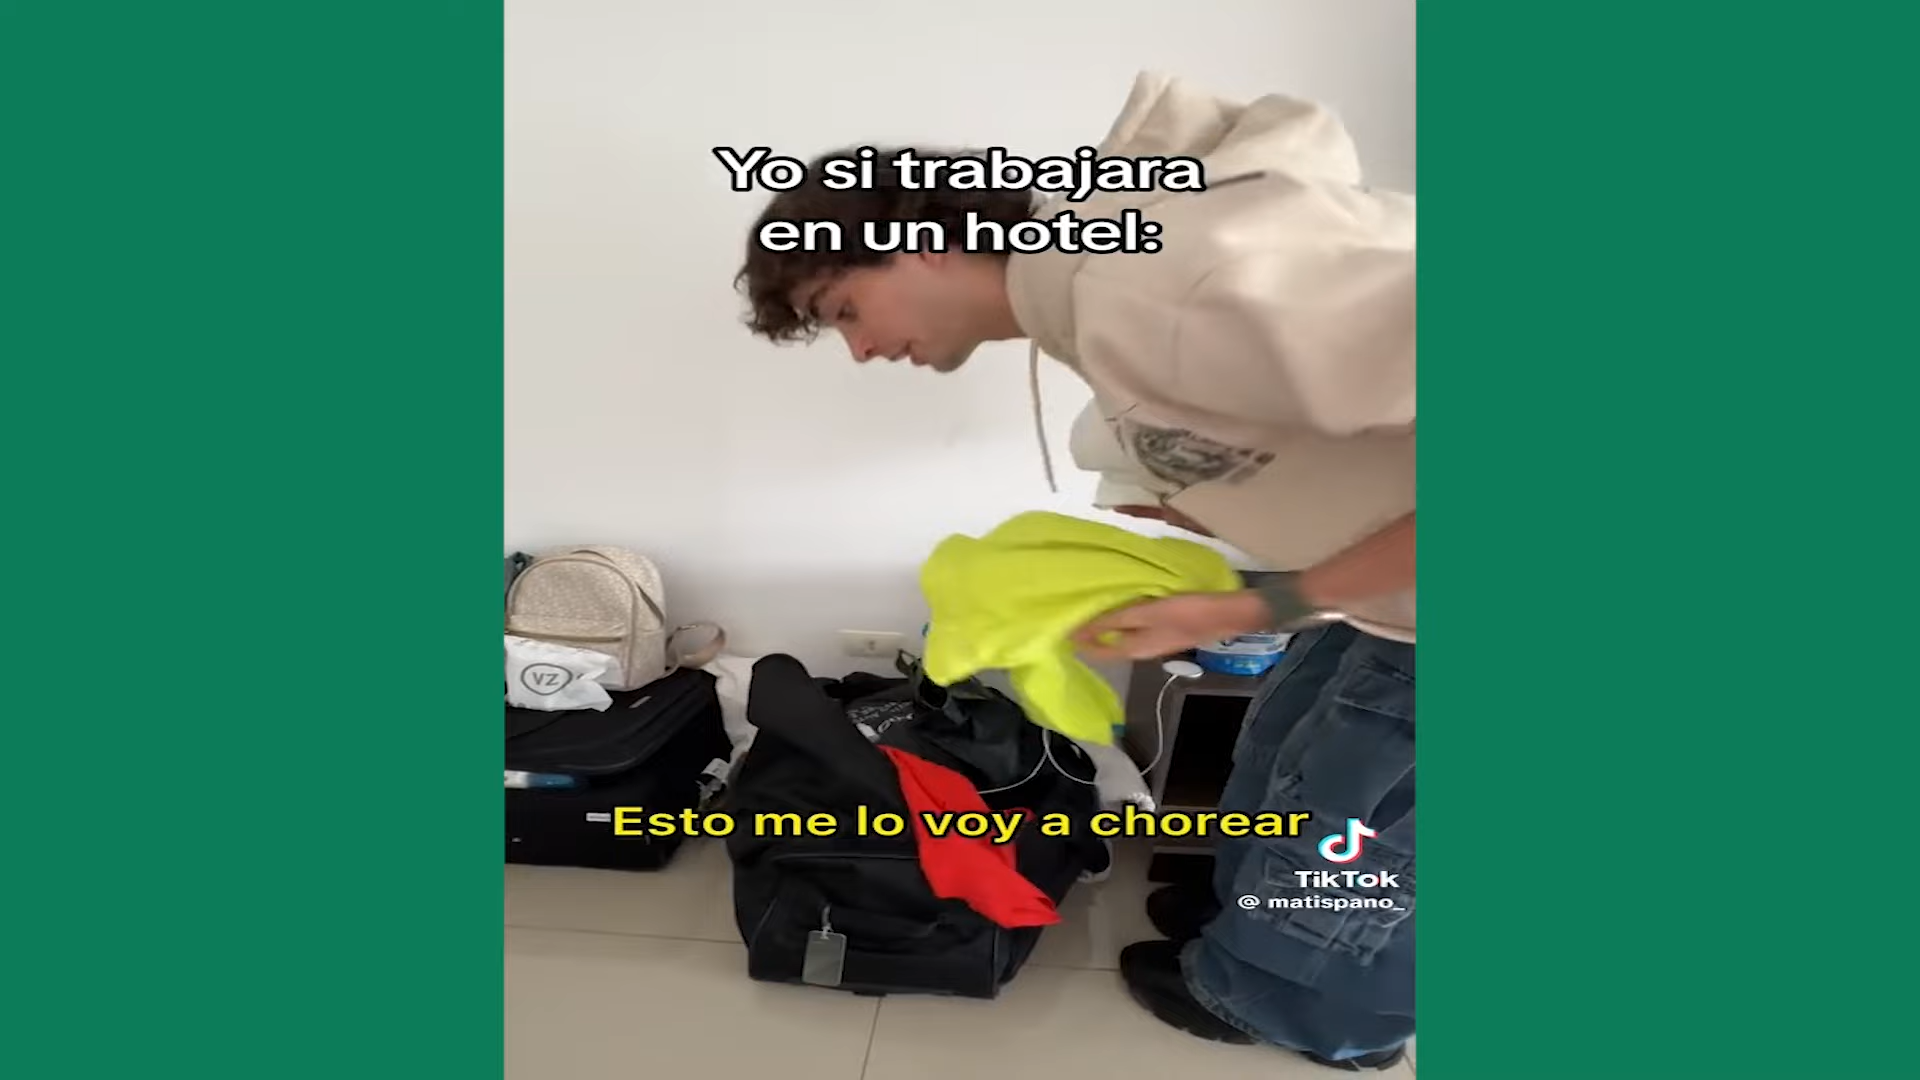 Yo si trabajara
en un hotel:
VZ
Esto me lo voy a chorear
TikTok
@ matispano_